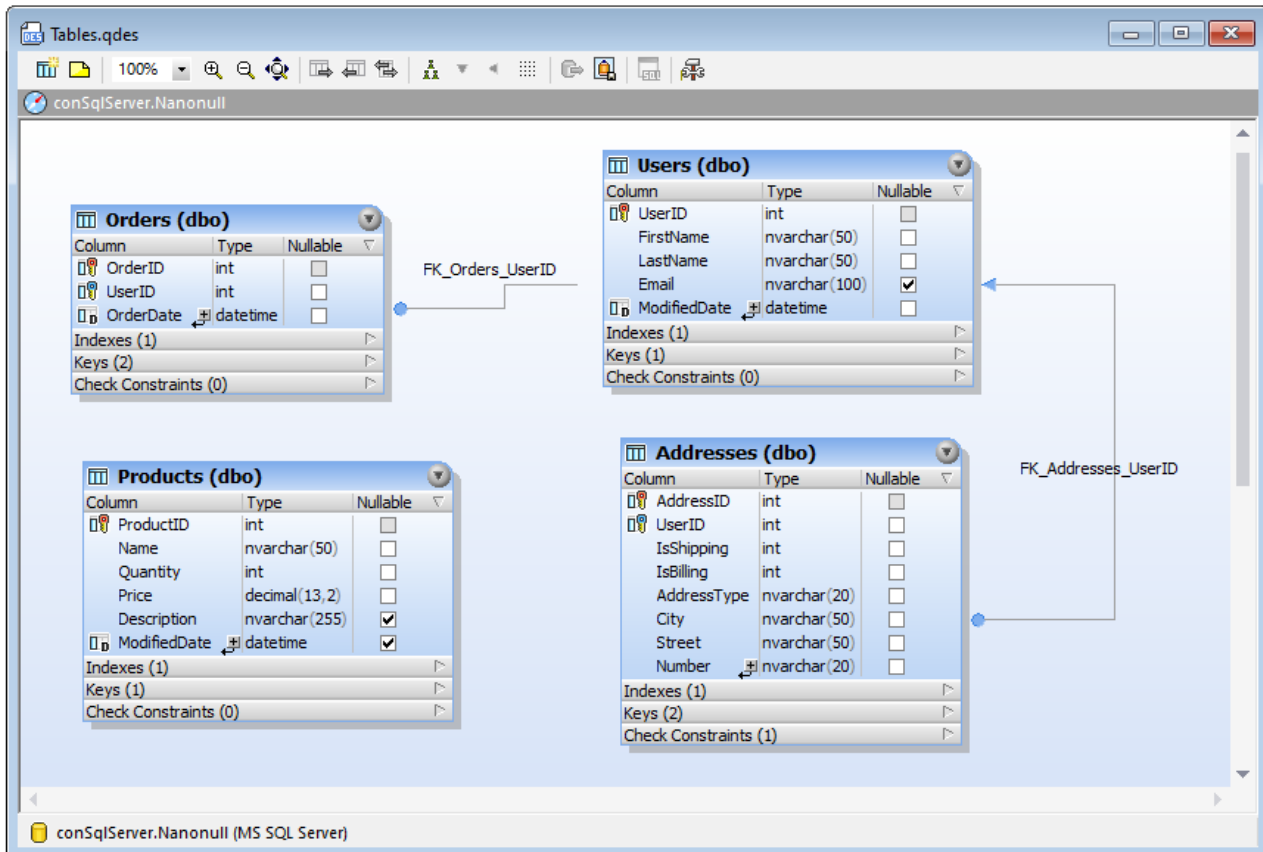 Tables.qdes
100%
conSqlServer.Nanonull
Users (dbo)
Column Type Nullable
UserID int
FirstName nvarchar(50)
LastName nvarchar(50)
Email nvarchar(100)
ModifiedDate datetime
Indexes (1)
Keys (1)
Check Constraints (0)
Orders (dbo)
Column Type Nullable
OrderID int
UserID int
OrderDate datetime
Indexes (1)
Keys (2)
Check Constraints (0)
FK_Orders_UserID
Products (dbo)
Column Type Nullable
ProductID int
Name nvarchar(50)
Quantity int
Price decimal(13,2)
Description nvarchar(255)
ModifiedDate datetime
Indexes (1)
Keys (1)
Check Constraints (0)
Addresses (dbo)
Column Type Nullable
AddressID int
UserID int
IsShipping int
IsBilling int
AddressType nvarchar(20)
City nvarchar(50)
Street nvarchar(50)
Number nvarchar(20)
Indexes (1)
Keys (2)
Check Constraints (1)
FK_Addresses_UserID
conSqlServer.Nanonull (MS SQL Server)